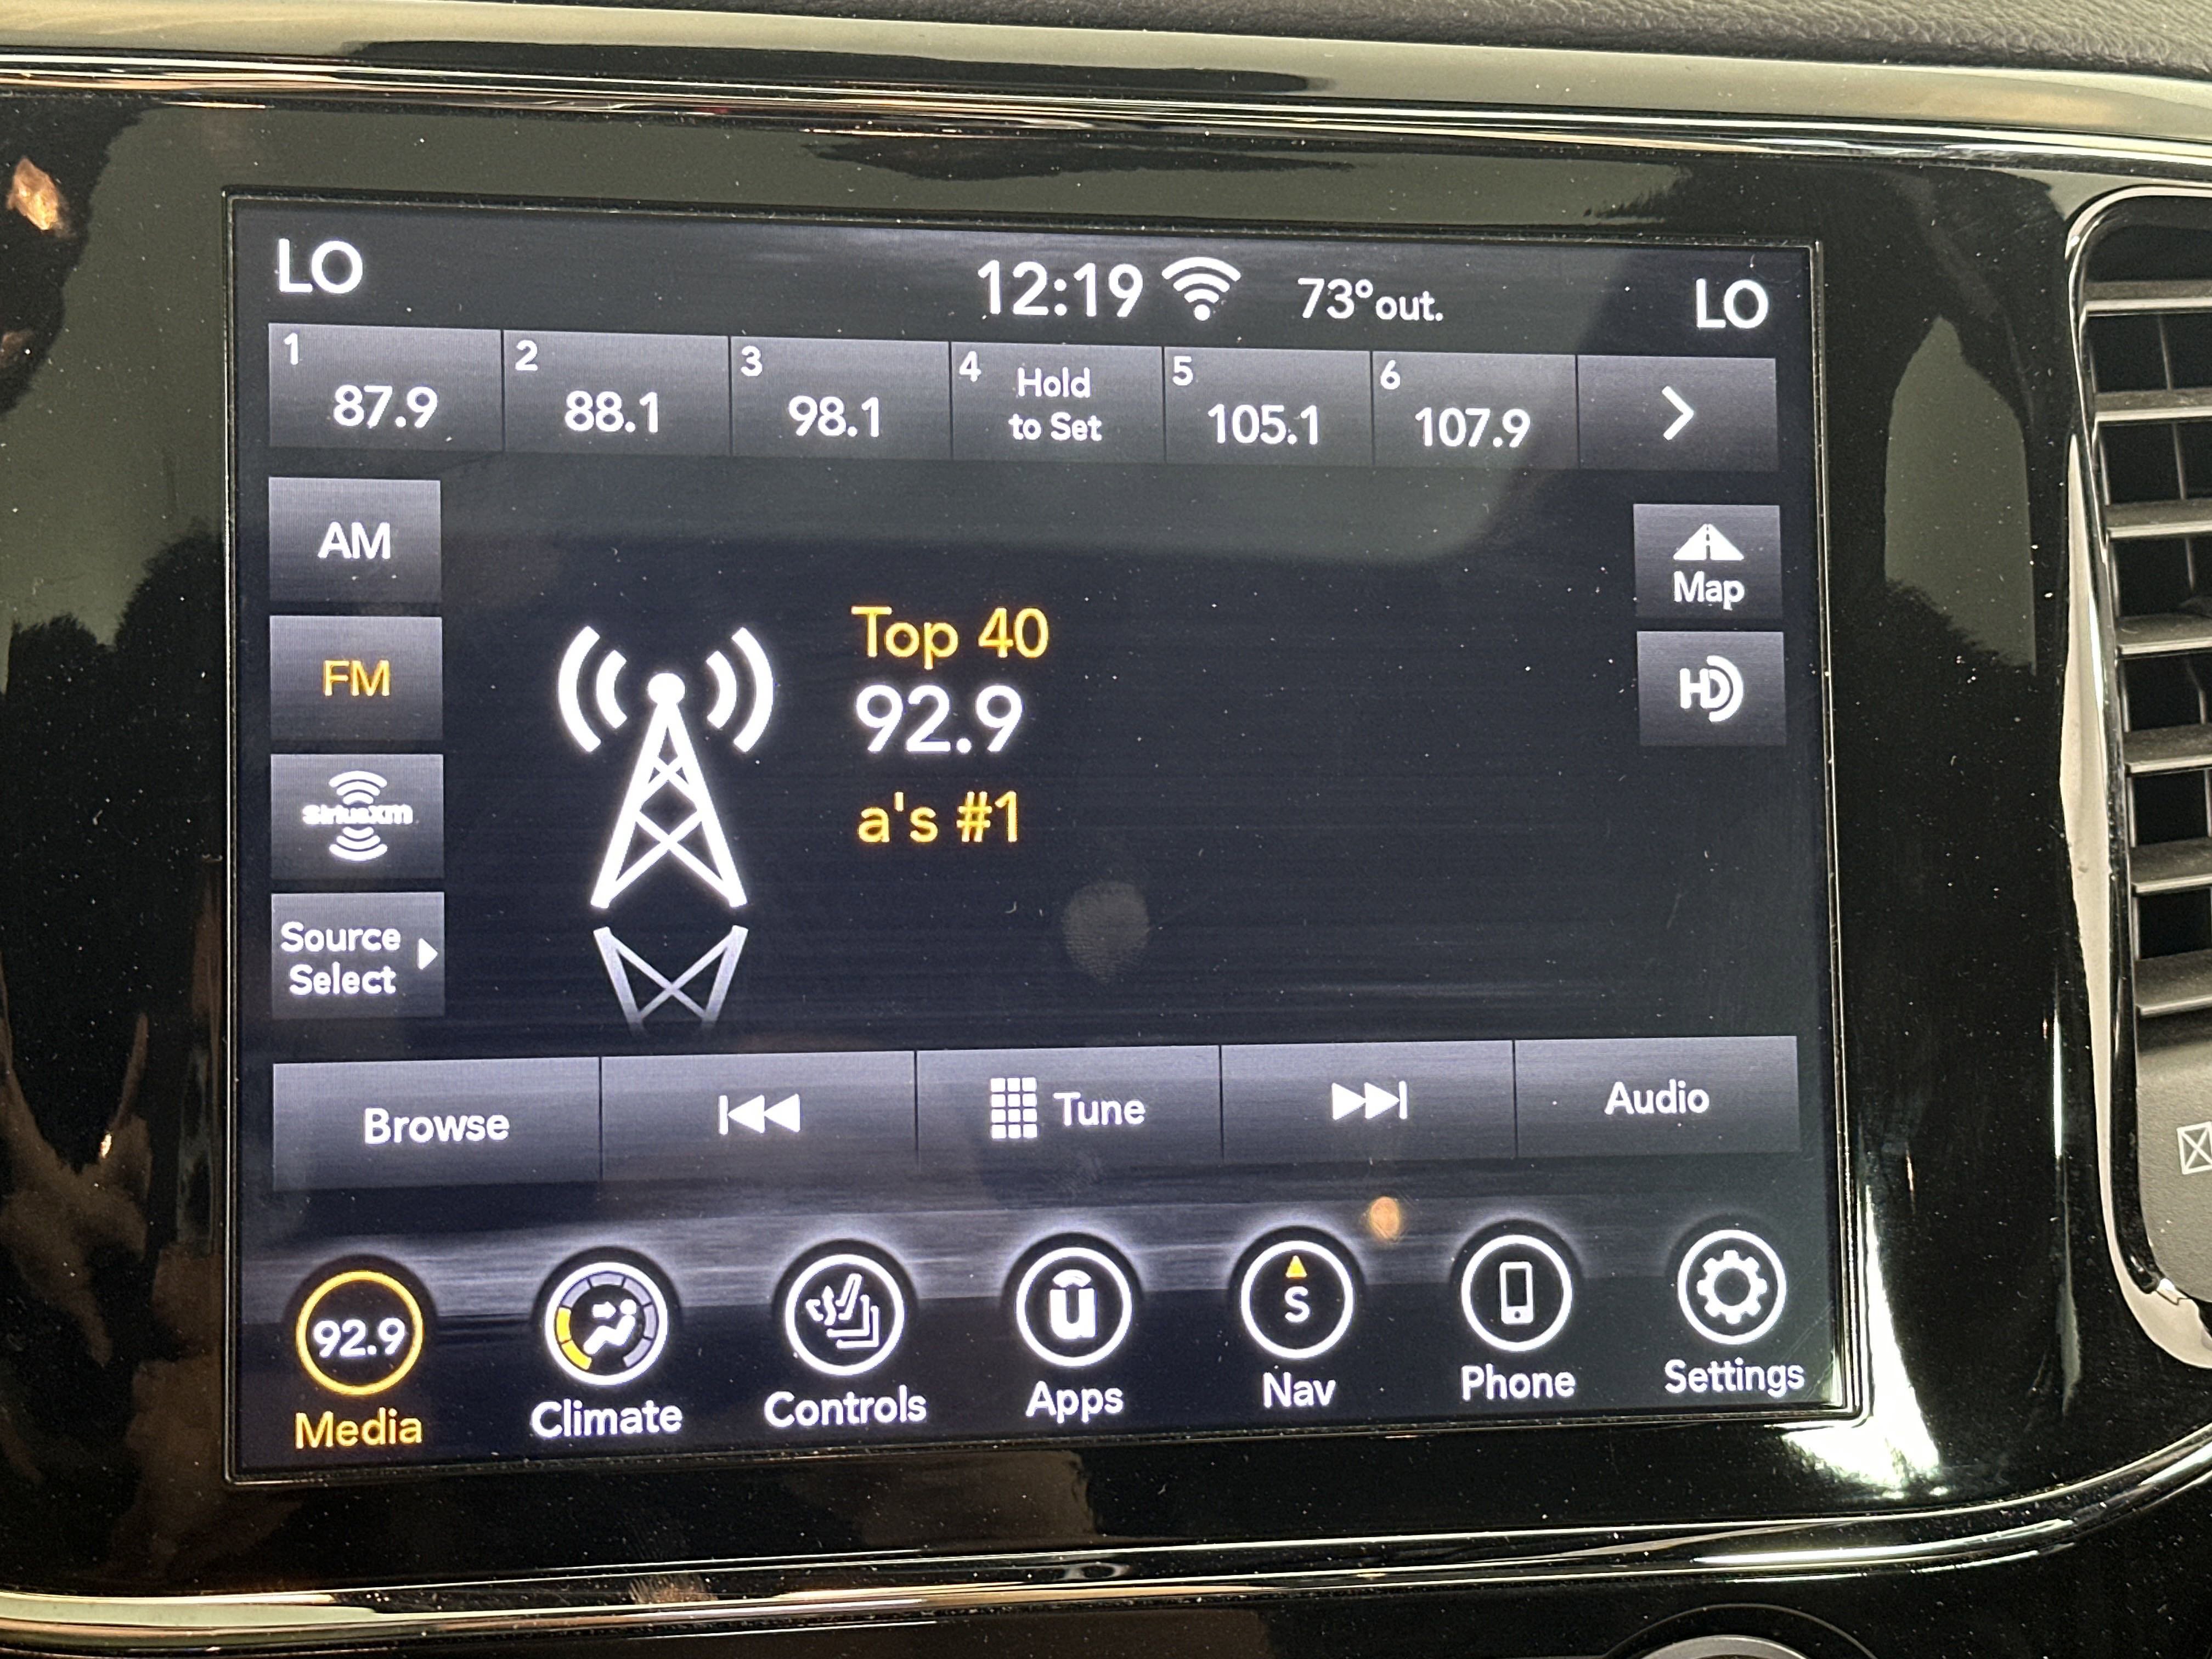 LO
12:19
73° out.
LO
1
87.9
2
88.1
3
98.1
4
Hold
to Set
5
105.1
6
107.9
AM
FM
SiriusXM
Source
Select
Top 40
92.9
a's #1
Map
HD
Browse
Tune
Audio
92.9
Media
Climate
Controls
u
Apps
S
Nav
Phone
Settings